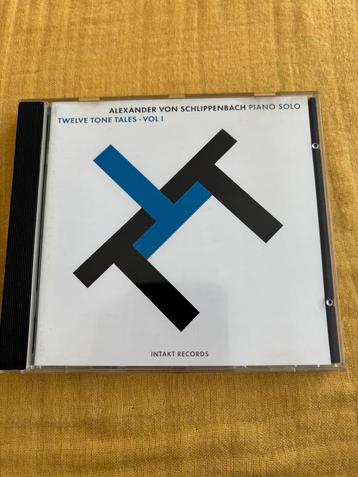 ALEXANDER VON SCHLIPPENBACH PIANO SOLO
TWELVE TONE TALES · VOL I
INTAKT RECORDS